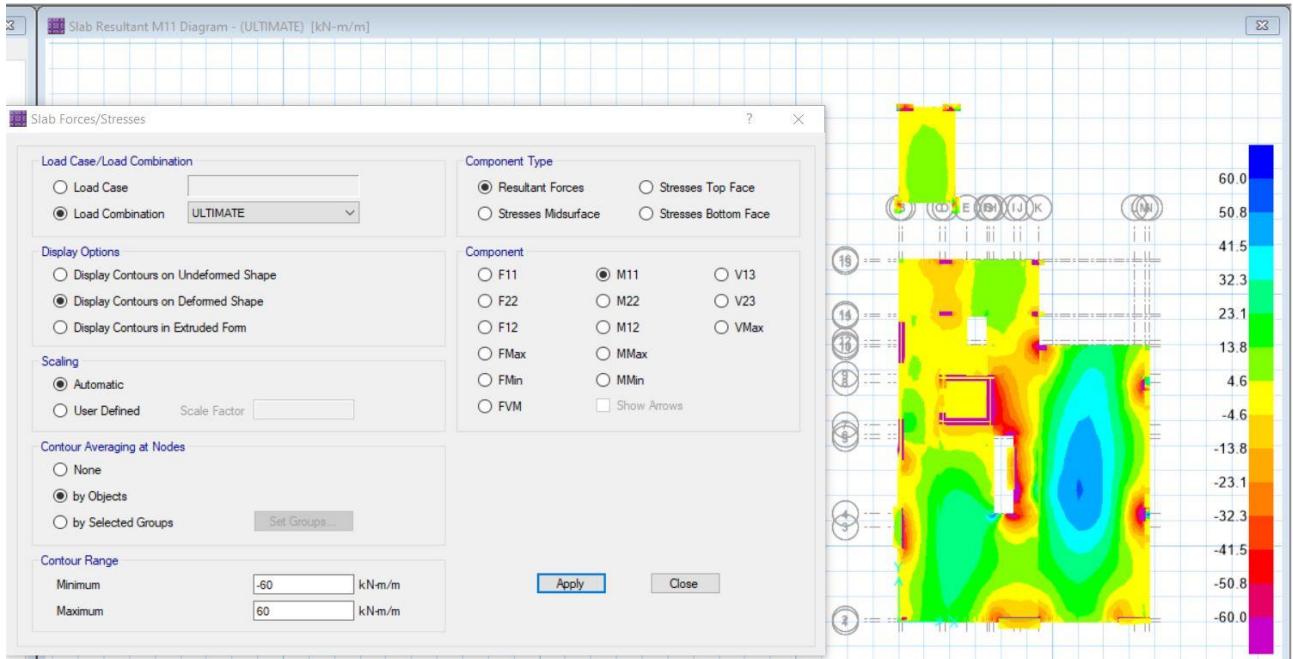 Slab Resultant M11 Diagram - (ULTIMATE) [kN-m/m]
Slab Forces/Stresses
?
Load Case/Load Combination
Load Case
Load Combination
ULTIMATE
Display Options
Display Contours on Undeformed Shape
Display Contours on Deformed Shape
Display Contours in Extruded Form
Scaling
Automatic
User Defined
Scale Factor
Contour Averaging at Nodes
None
by Objects
by Selected Groups
Set Groups...
Contour Range
Minimum
-60
kN-m/m
Maximum
60
kN-m/m
Component Type
Resultant Forces
Stresses Top Face
Stresses Midsurface
Stresses Bottom Face
Component
F11
M11
V13
F22
M22
V23
F12
M12
VMax
FMax
MMax
FMin
MMin
FVM
Show Arrows
Apply
Close
E
I
J
K
60.0
50.8
41.5
32.3
23.1
13.8
4.6
-4.6
-13.8
-23.1
-32.3
-41.5
-50.8
-60.0